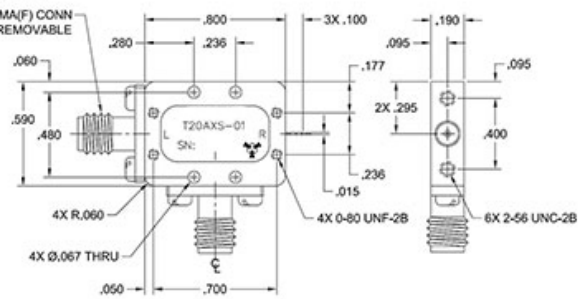 MA(F) CONN
REMOVABLE
.800
3X .100
.190
.280
.236
.095
.060
.177
.095
2X .295
.590
.480
T20AXS-01
L
R
SN:
.400
.236
.015
4X R.060
4X 0-80 UNF-2B
6X 2-56 UNC-2B
4X Ø.067 THRU
.050
.700